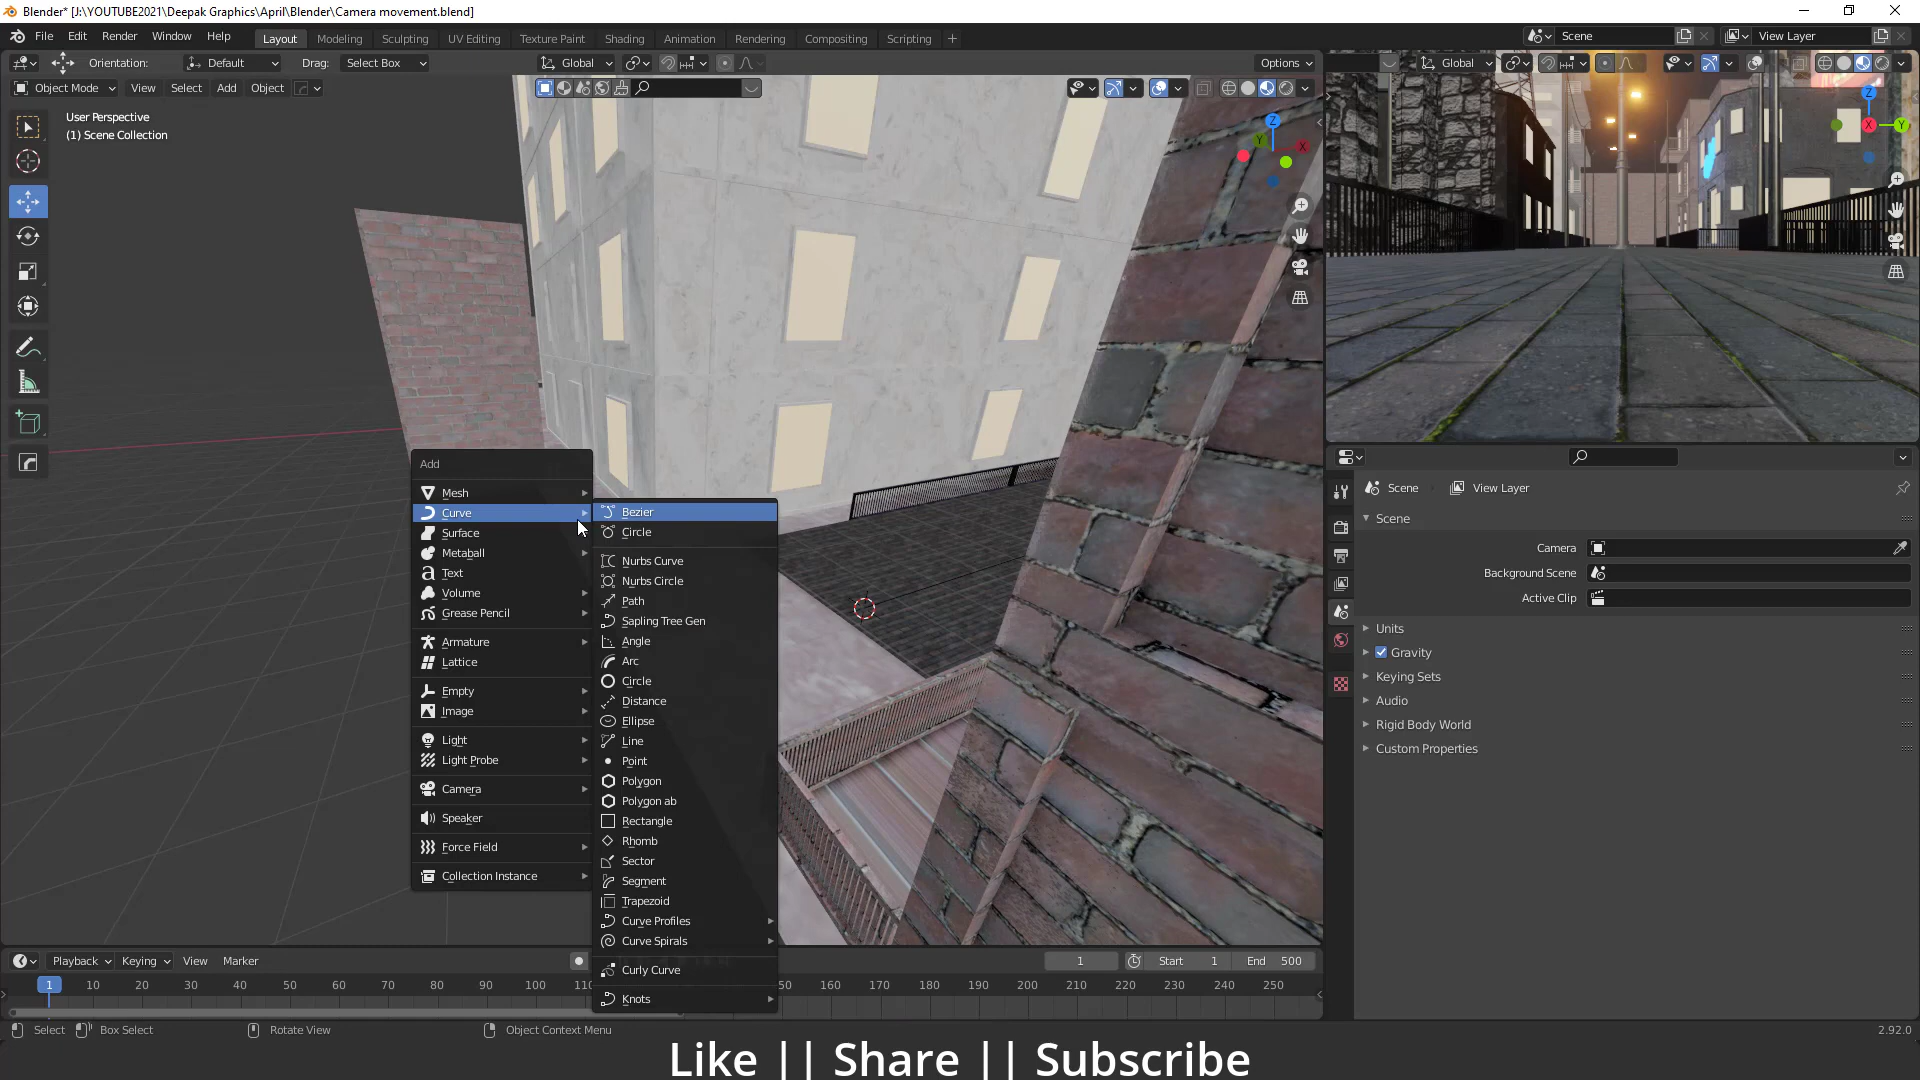 Blender* [J:\YOUTUBE2021\Deepak Graphics\April\Blender\Camera movement.blend]
File Edit Render Window Help Layout Modeling Sculpting UV Editing Texture Paint Shading Animation Rendering Compositing Scripting + Scene View Layer
Orientation: Default Drag: Select Box Global Options Global
Object Mode View Select Add Object
User Perspective
(1) Scene Collection
Z
Y
X
Z
X
Y
Add
Mesh
Curve
Surface
Metaball
Text
Volume
Grease Pencil
Armature
Lattice
Empty
Image
Light
Light Probe
Camera
Speaker
Force Field
Collection Instance
Bezier
Circle
Nurbs Curve
Nurbs Circle
Path
Sapling Tree Gen
Angle
Arc
Circle
Distance
Ellipse
Line
Point
Polygon
Polygon ab
Rectangle
Rhomb
Sector
Segment
Trapezoid
Curve Profiles
Curve Spirals
Curly Curve
Knots
Scene View Layer
Scene
Camera
Background Scene
Active Clip
Units
Gravity
Keying Sets
Audio
Rigid Body World
Custom Properties
Playback Keying View Marker 1 Start 1 End 500
1 10 20 30 40 50 60 70 80 90 100 110 50 160 170 180 190 200 210 220 230 240 250
Select Box Select Rotate View Object Context Menu 2.92.0
Like || Share || Subscribe